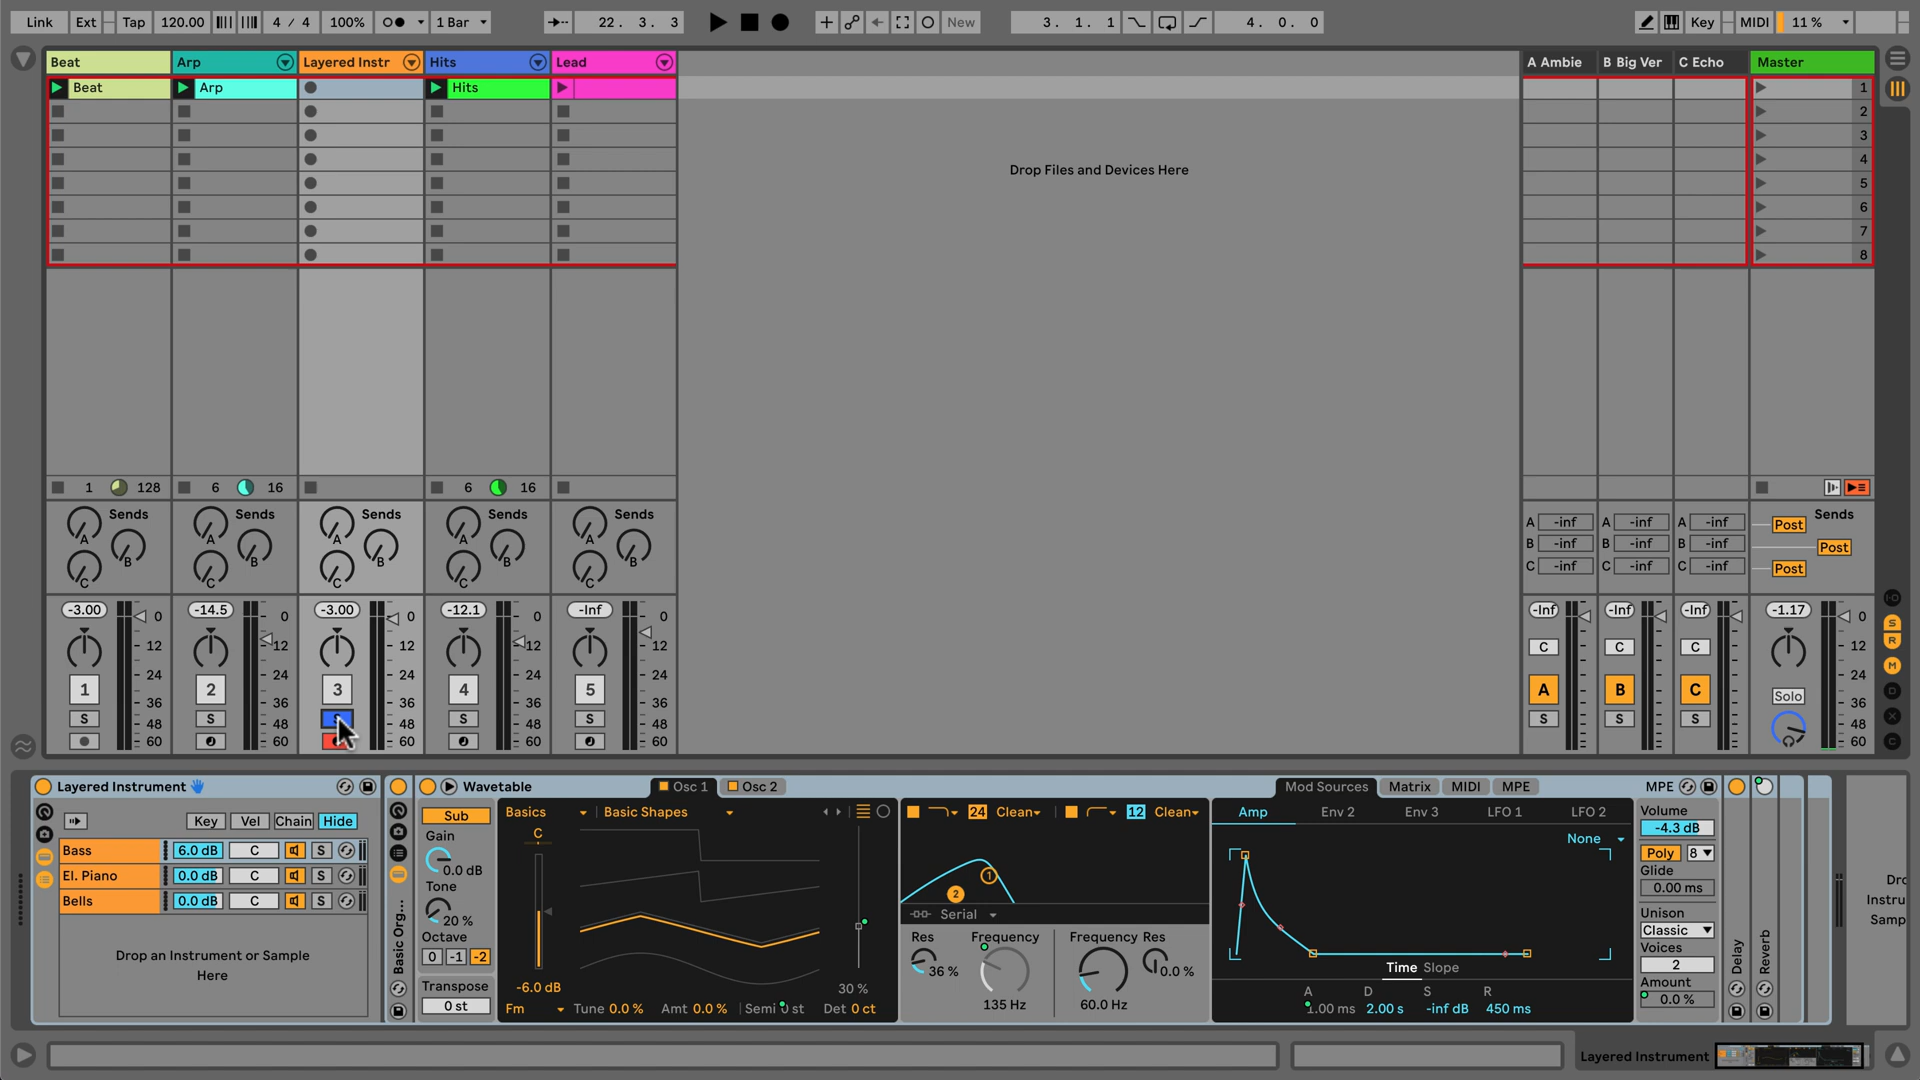 Link Ext Tap 120.00 4 / 4 100% 1 Bar 22. 3. 3 New 3. 1. 1 4. 0. 0 Key MIDI 11 %
Beat Arp Layered Instr Hits Lead A Ambie B Big Ver C Echo Master
Beat Arp Hits 1
2
Drop Files and Devices Here
3
4
5
6
7
8
1 128 6 16 6 16
Sends Sends Sends Sends Sends Sends
A B C A B C A B C A B C A B C
A -inf A -inf A -inf Post
B -inf B -inf B -inf Post
C -inf C -inf C -inf Post
-3.00 -14.5 -3.00 -12.1 -Inf -Inf -Inf -Inf -1.17
0 0 0 0 0 0
12 12 12 12 12 C C C 12
24 24 24 24 24 24
1 2 3 4 5 A B C Solo
36 36 36 36 36 36
S S S S S S S
48 48 48 48 48 48
60 60 60 60 60 60
S
R
M
D
X
C
Layered Instrument Wavetable Osc 1 Osc 2 Mod Sources Matrix MIDI MPE MPE
Key Vel Chain Hide
Bass 6.0 dB C S
El. Piano 0.0 dB C S
Bells 0.0 dB C S
Drop an Instrument or Sample
Here
Basic Org...
Sub
Gain
0.0 dB
Tone
20 %
Octave
0 -1 -2
Transpose
0 st
Basics Basic Shapes
C
-6.0 dB 30 %
Fm Tune 0.0 % Amt 0.0 % Semi 0 st Det 0 ct
24 Clean 12 Clean
1
2
Serial
Res Frequency Frequency Res
36 % 135 Hz 60.0 Hz 0.0 %
Amp Env 2 Env 3 LFO 1 LFO 2
None
Time Slope
A D S R
1.00 ms 2.00 s -inf dB 450 ms
Volume
-4.3 dB
Poly 8
Glide
0.00 ms
Unison
Classic
Voices
2
Amount
0.0 %
Delay
Reverb
Layered Instrument